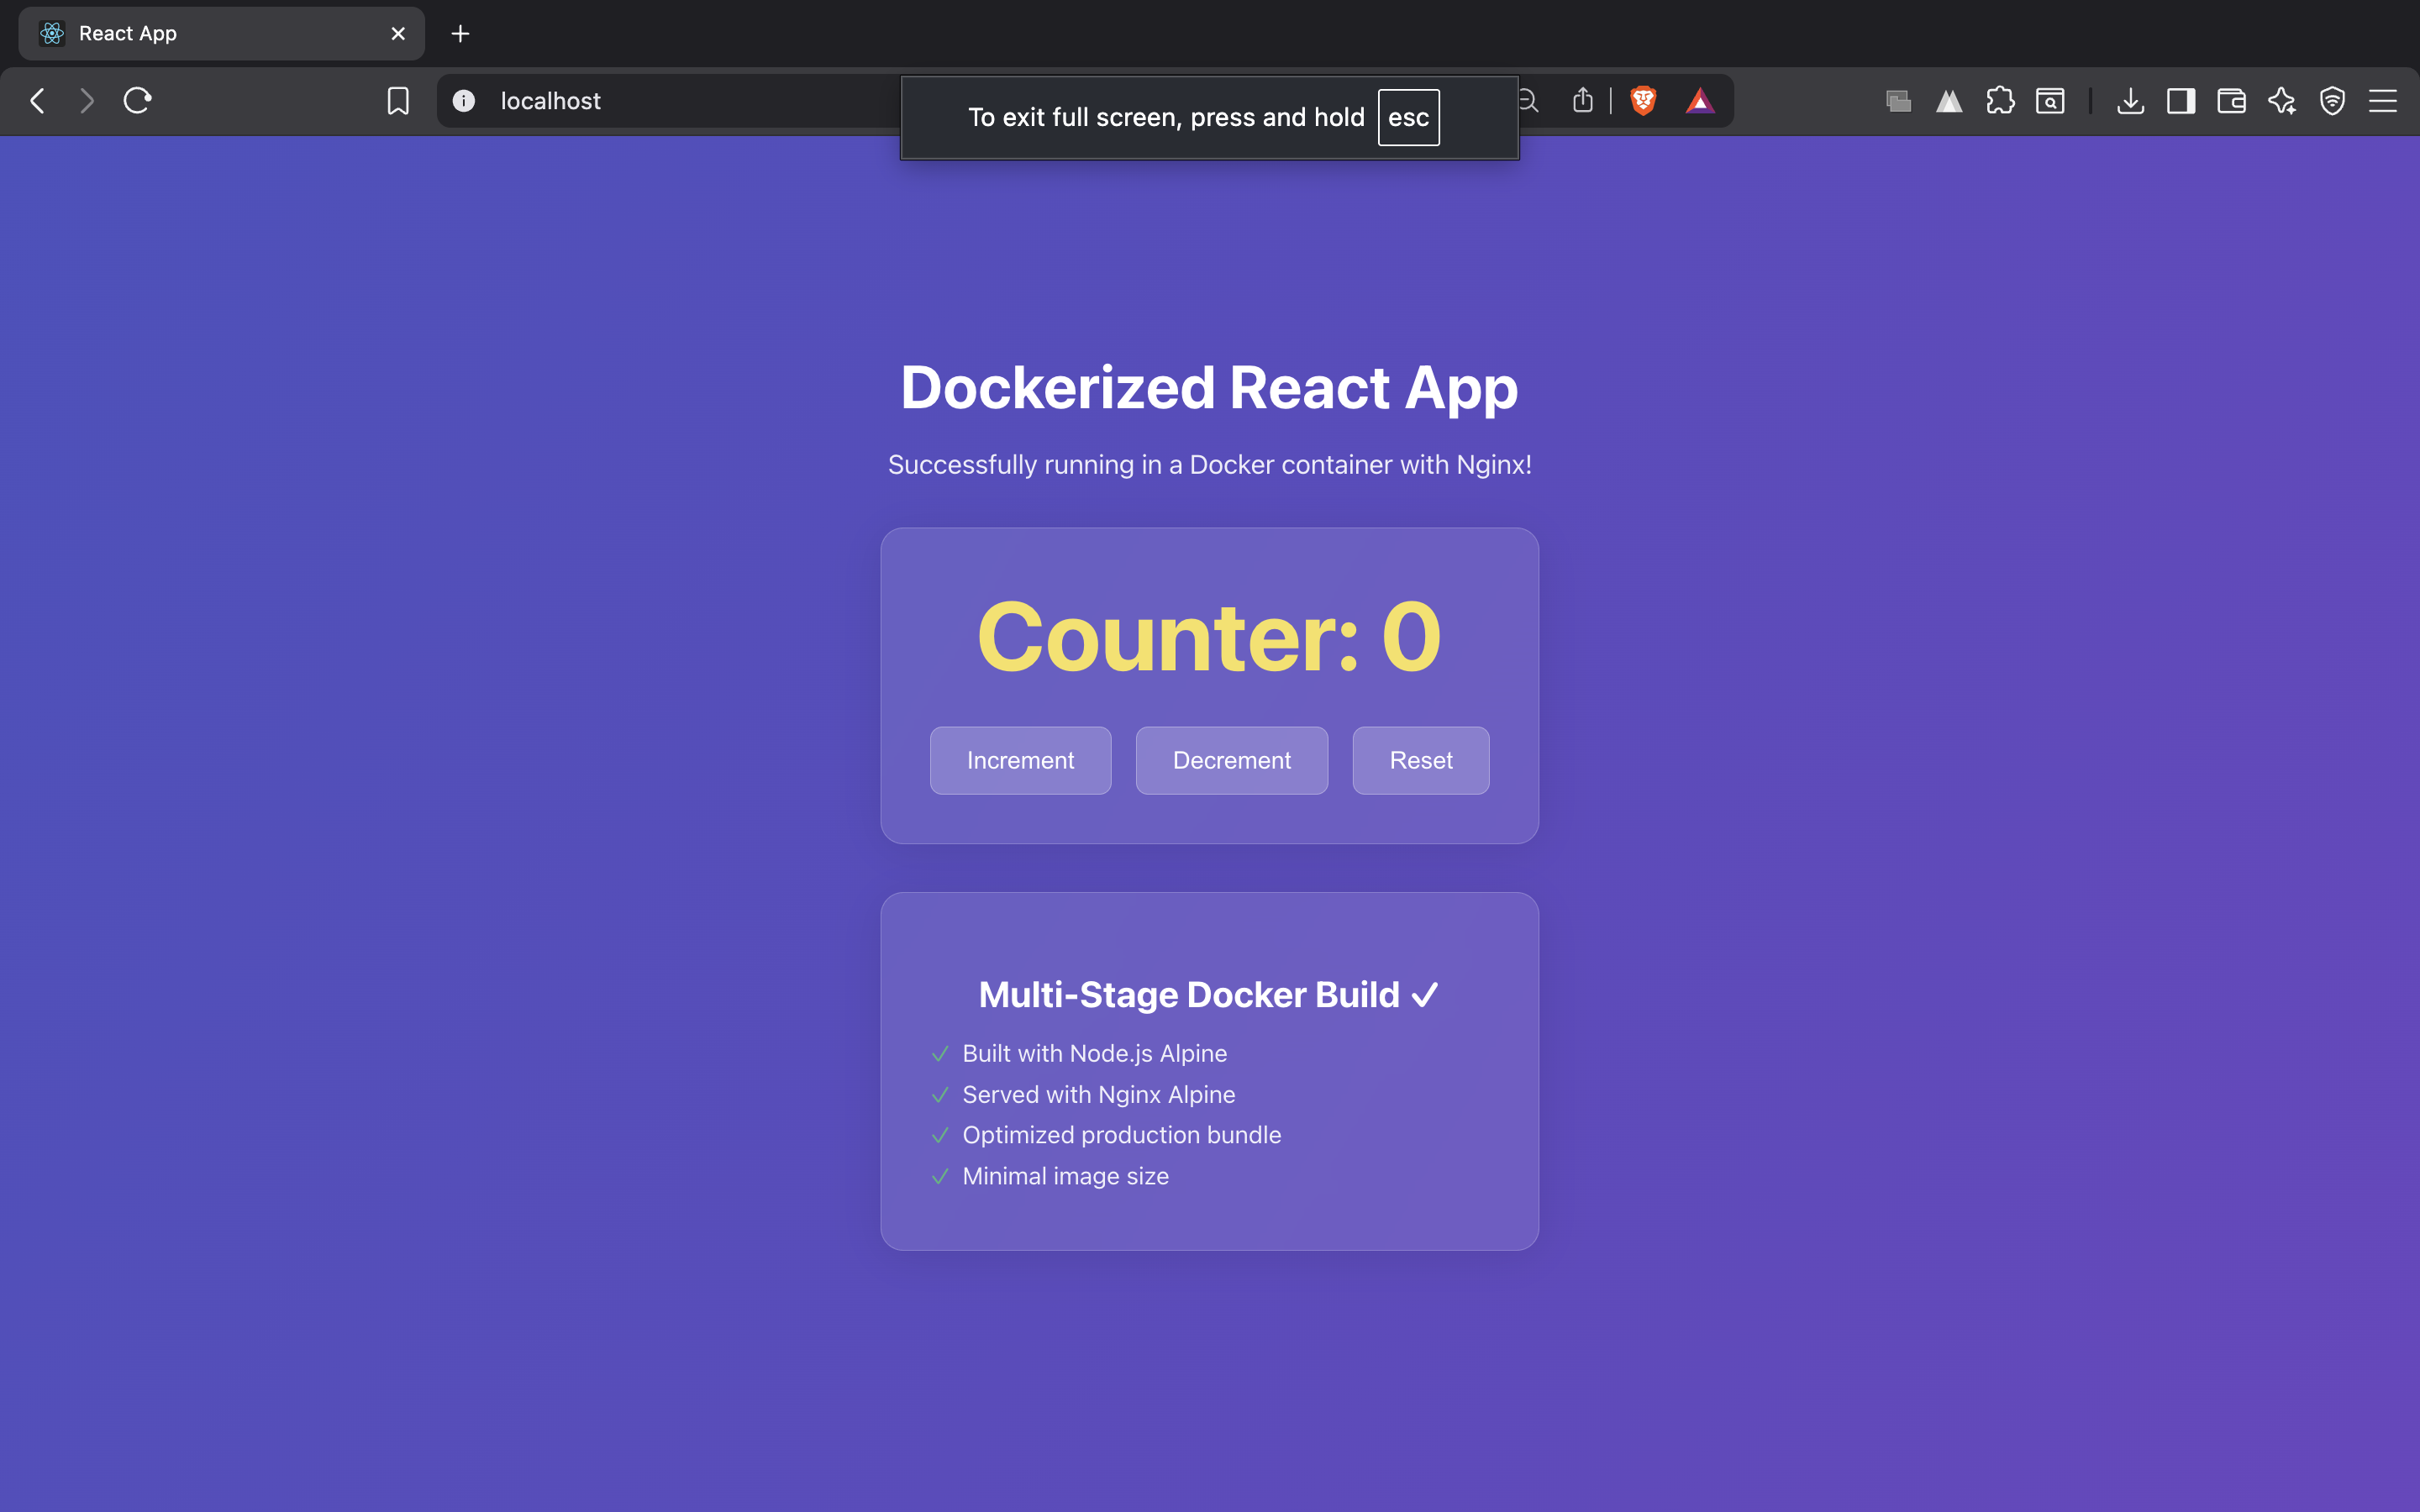 React App
localhost
To exit full screen, press and hold esc
Dockerized React App
Successfully running in a Docker container with Nginx!
Counter: 0
Increment Decrement Reset
Multi-Stage Docker Build ✓
✓ Built with Node.js Alpine
✓ Served with Nginx Alpine
✓ Optimized production bundle
✓ Minimal image size